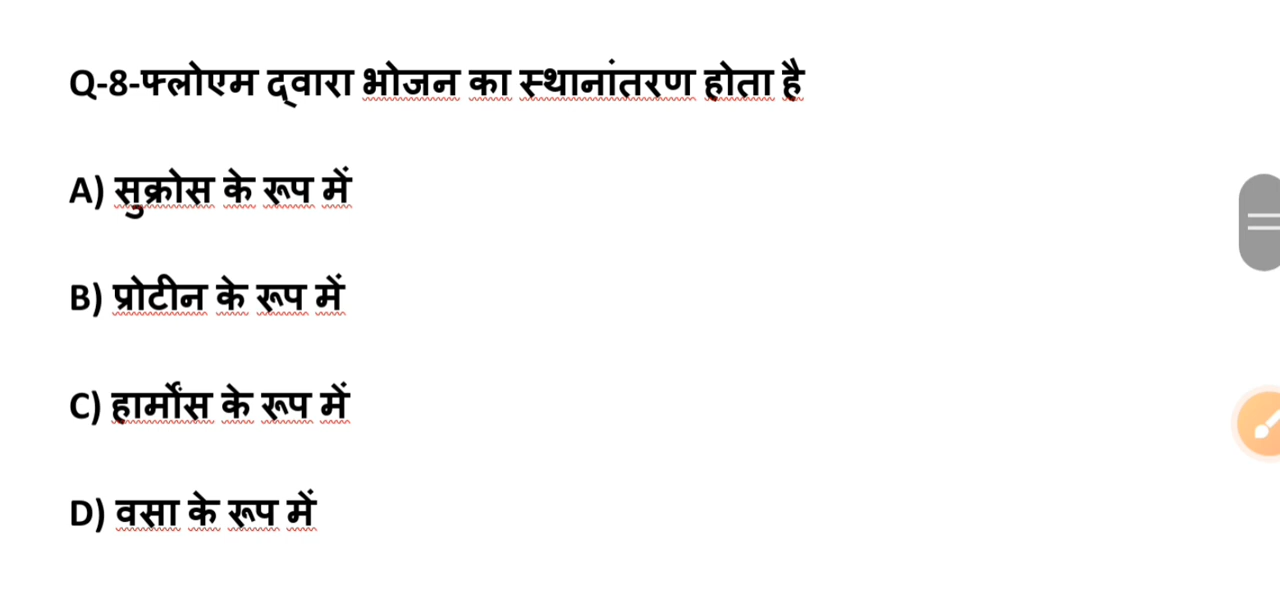 Q-8-फ्लोएम द्वारा भोजन का स्थानांतरण होता है
A) सुक्रोस के रूप में
B) प्रोटीन के रूप में
C) हार्मोंस के रूप में
D) वसा के रूप में